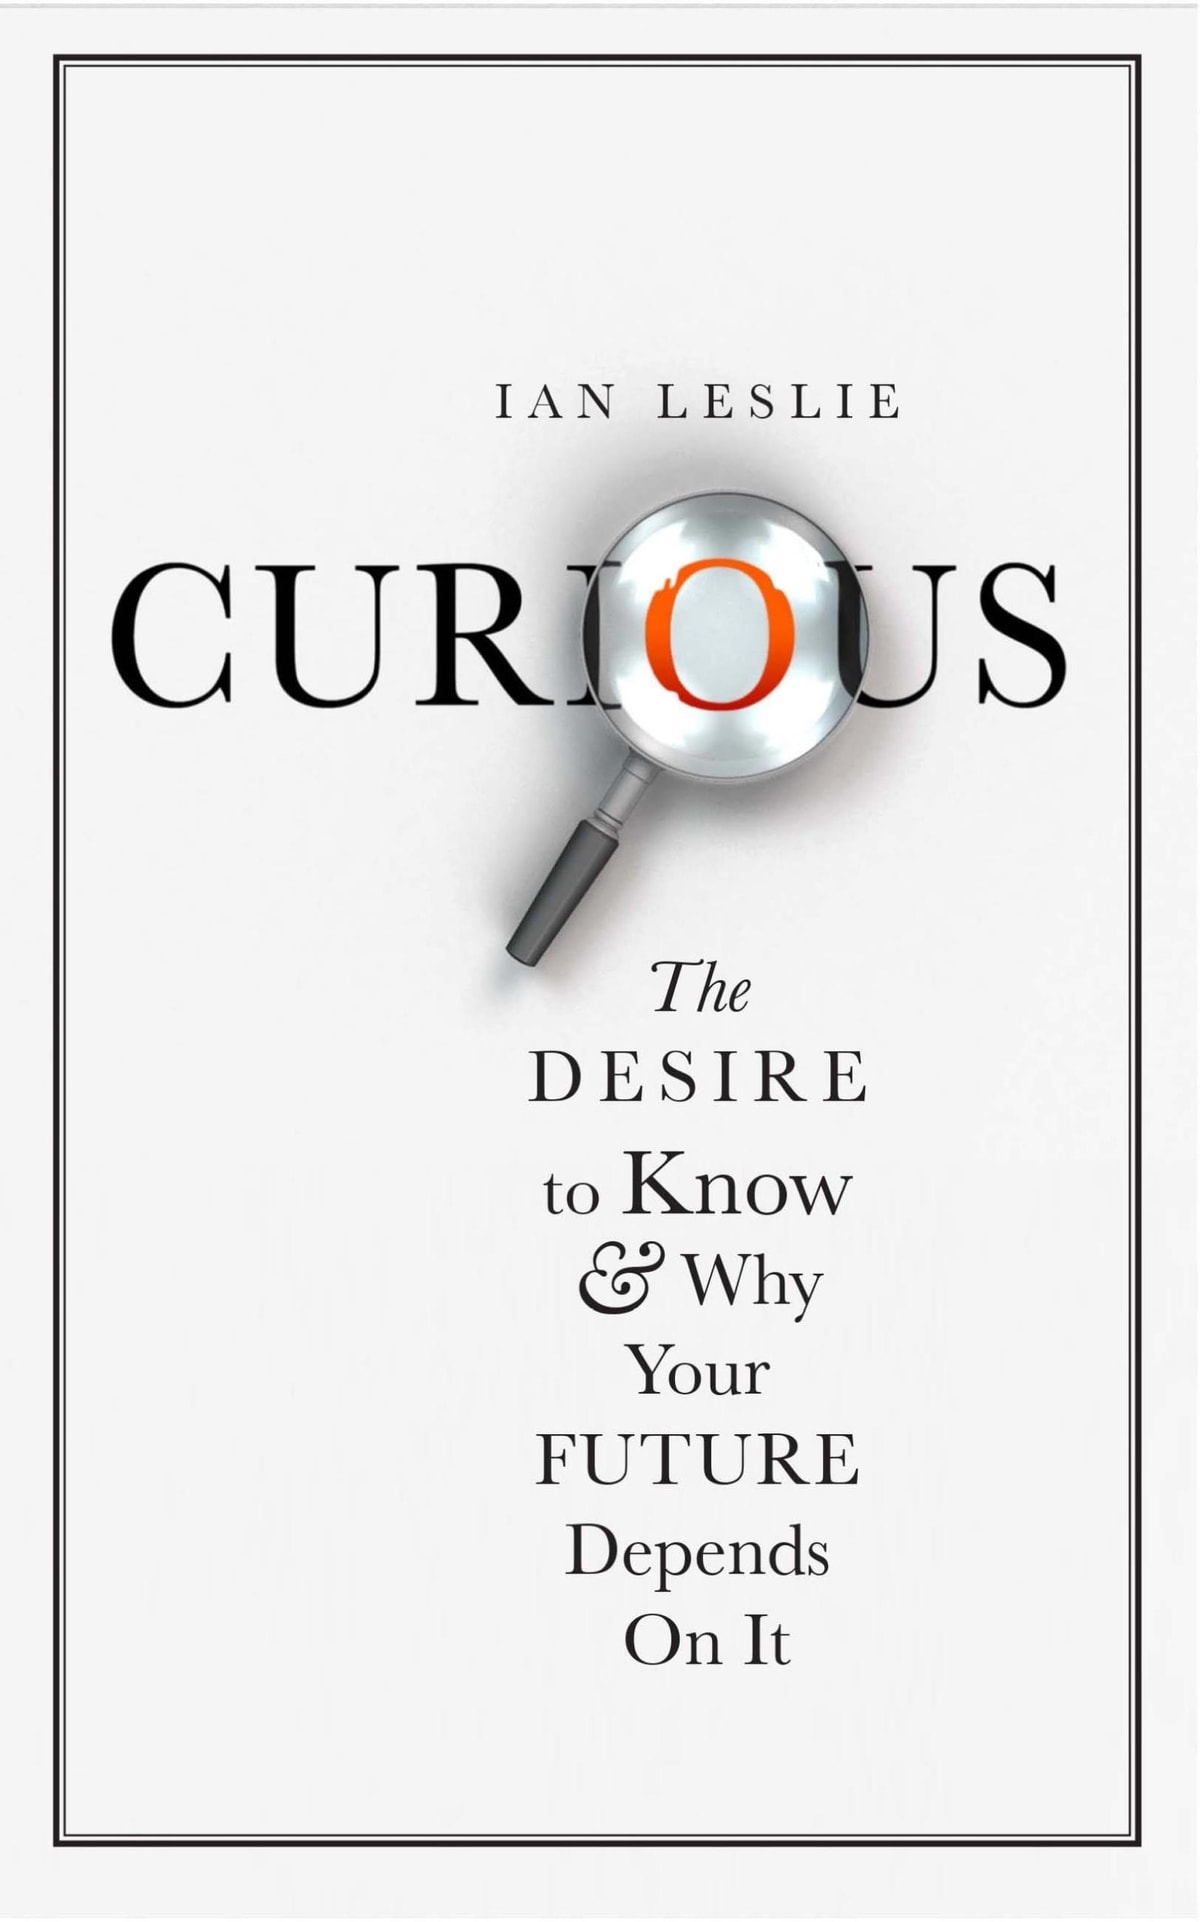 IAN LESLIE
CURIOUS
The
DESIRE
to Know
& Why
Your
FUTURE
Depends
On It